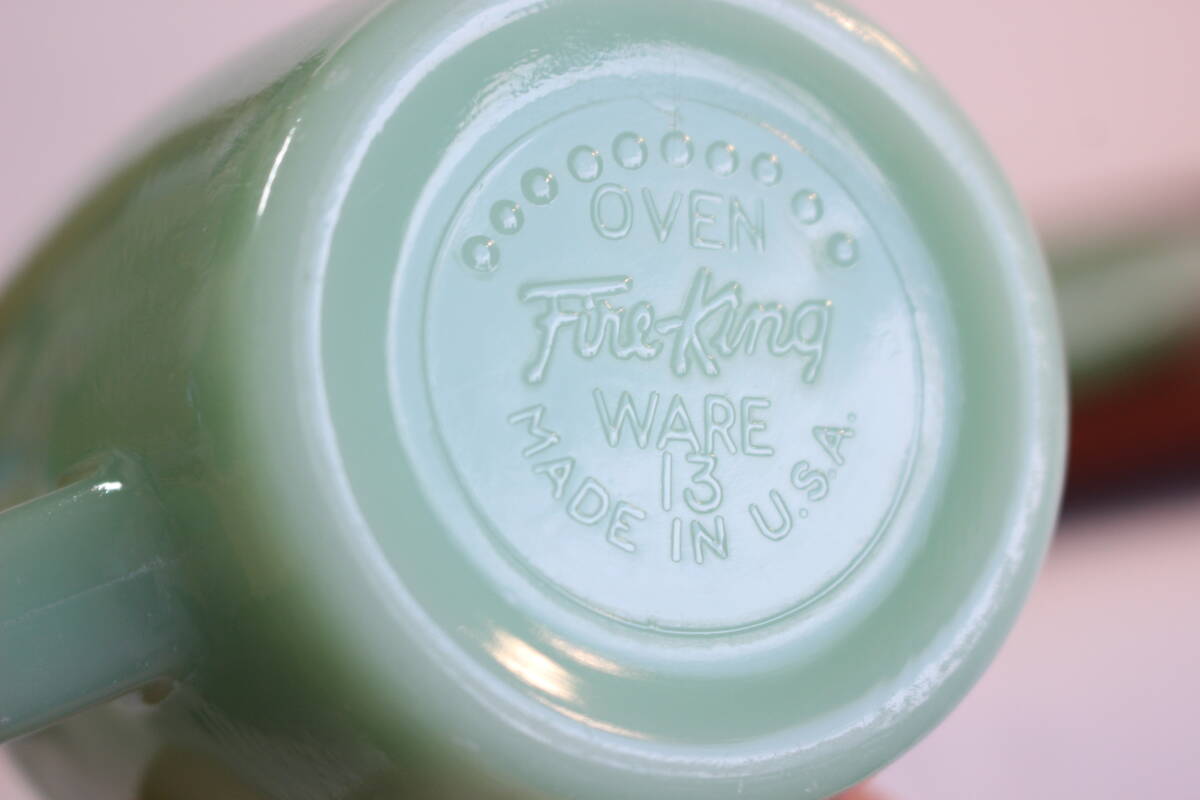 OVEN
Fire-King
WARE
13
MADE IN U.S.A.